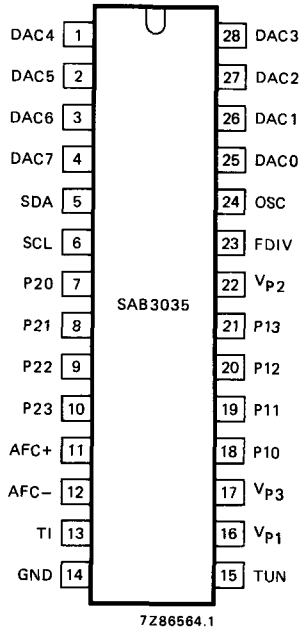 DAC4 1 28 DAC3
DAC5 2 27 DAC2
DAC6 3 26 DAC1
DAC7 4 25 DAC0
SDA 5 24 OSC
SCL 6 23 FDIV
P20 7 22 VP2
SAB3035
P21 8 21 P13
P22 9 20 P12
P23 10 19 P11
AFC+ 11 18 P10
AFC− 12 17 VP3
TI 13 16 VP1
GND 14 15 TUN
7Z86564.1